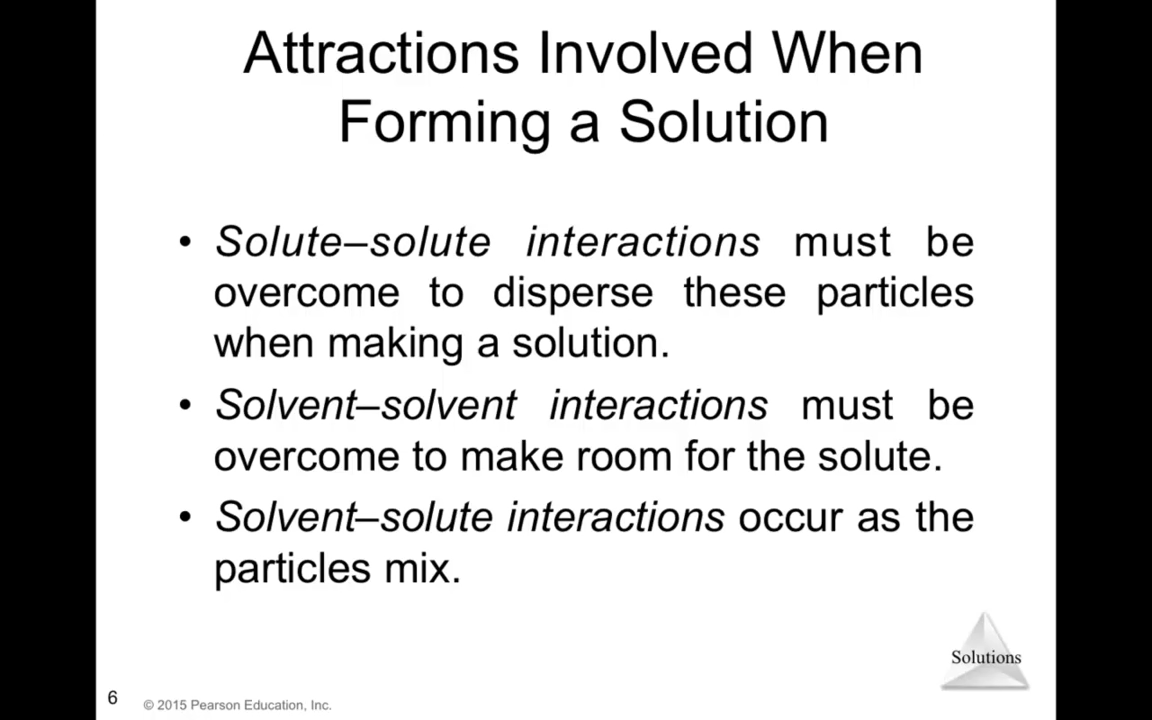 Attractions Involved When
Forming a Solution
• Solute–solute interactions must be
overcome to disperse these particles
when making a solution.
• Solvent–solvent interactions must be
overcome to make room for the solute.
• Solvent–solute interactions occur as the
particles mix.
Solutions
6
© 2015 Pearson Education, Inc.